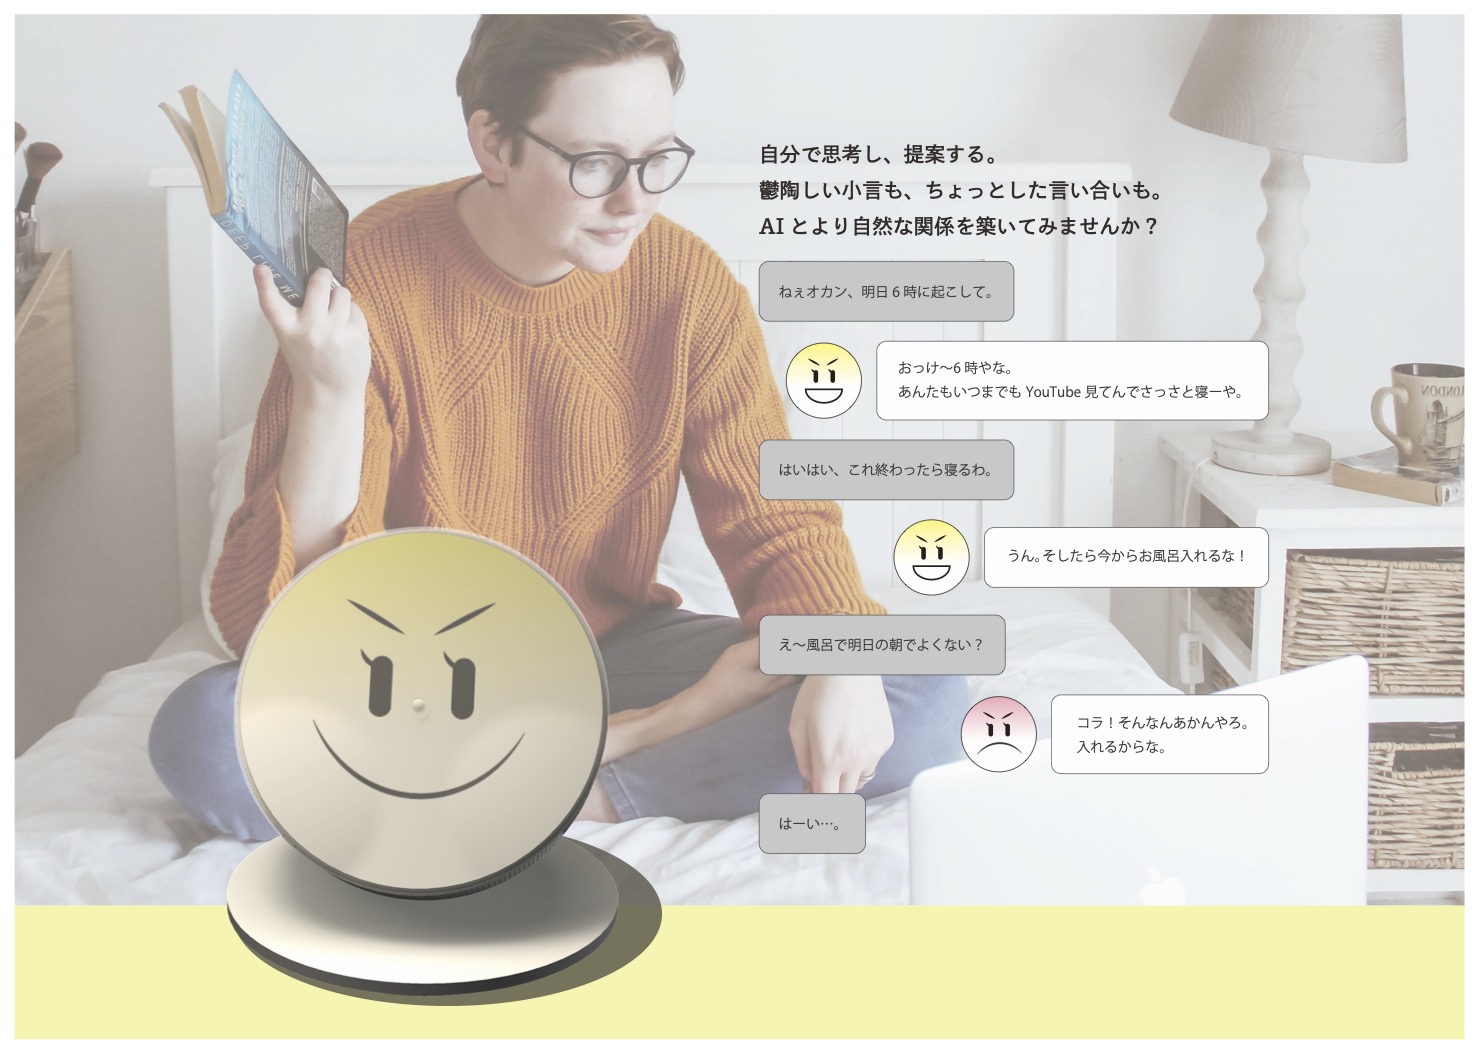 自分で思考し、提案する。
鬱陶しい小言も、ちょっとした言い合いも。
AI とより自然な関係を築いてみませんか？
ねぇオカン、明日 6 時に起こして。
おっけ〜6 時やな。
あんたもいつまでも YouTube 見てんでさっさと寝ーや。
はいはい、これ終わったら寝るわ。
うん。そしたら今からお風呂入れるな！
え〜風呂で明日の朝でよくない？
コラ！そんなんあかんやろ。
入れるからな。
はーい…。
LONDON